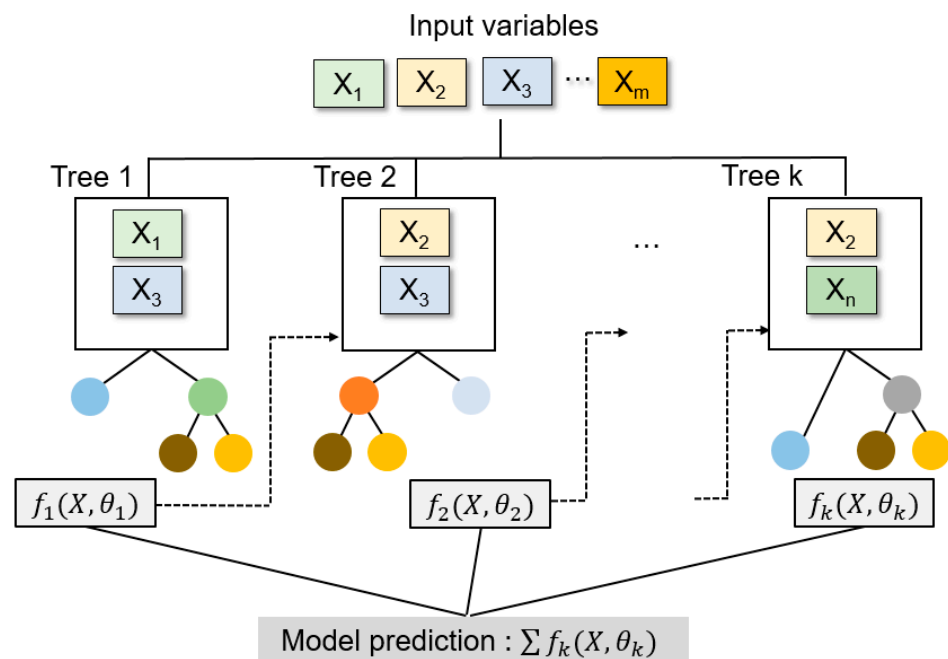 Input variables
X₁ X₂ X₃ ... Xₘ
Tree 1 Tree 2 Tree k
X₁ X₂ ... X₂
X₃ X₃ Xₙ
f₁(X, θ₁) f₂(X, θ₂) fₖ(X, θₖ)
Model prediction : ∑ fₖ(X, θₖ)